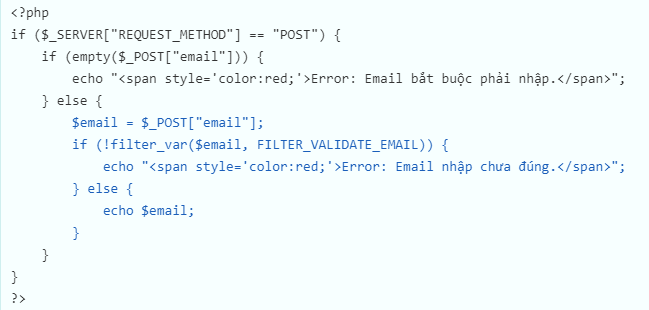 <?php
if ($_SERVER["REQUEST_METHOD"] == "POST") {
    if (empty($_POST["email"])) {
        echo "<span style='color:red;'>Error: Email bắt buộc phải nhập.</span>";
    } else {
        $email = $_POST["email"];
        if (!filter_var($email, FILTER_VALIDATE_EMAIL)) {
            echo "<span style='color:red;'>Error: Email nhập chưa đúng.</span>";
        } else {
            echo $email;
        }
    }
}
?>